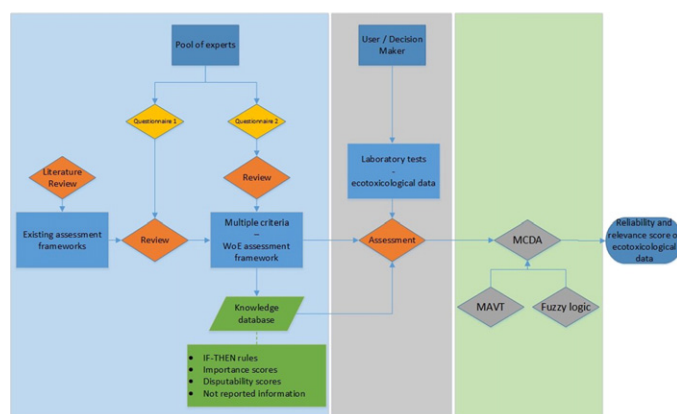 Pool of experts
User / Decision
Maker
Questionnaire 1
Questionnaire 2
Literature
Review
Review
Laboratory tests
-
ecotoxicological data
Existing assessment
frameworks
Review
Multiple criteria
–
WoE assessment
framework
Assessment
MCDA
Reliability and
relevance score o
ecotoxicological
data
Knowledge
database
MAVT
Fuzzy logic
• IF-THEN rules
• Importance scores
• Disputability scores
• Not reported information